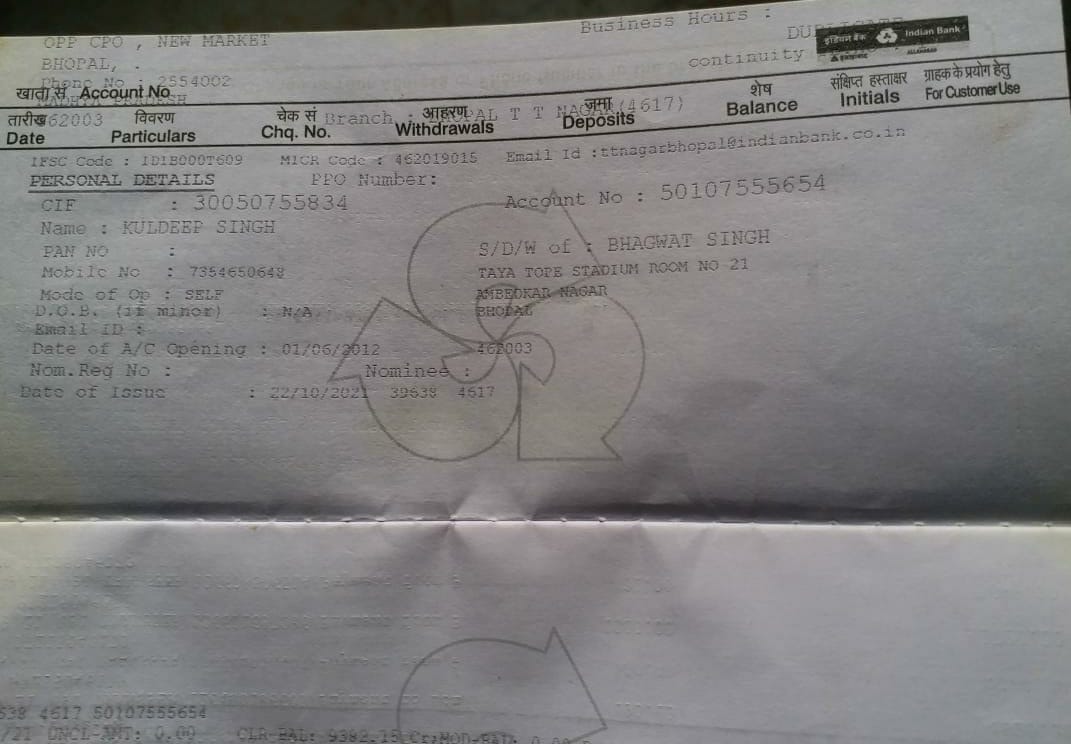 Business Hours :
OPP CPO , NEW MARKET
DUPLICATE
इंडियन बैंक Indian Bank
ALLAHABAD
BHOPAL, .
continuity
Phone No : 2554002
खाता सं. Account No
MADHYA PRADESH
शेष
Balance
संक्षिप्त हस्ताक्षर
Initials
ग्राहक के प्रयोग हेतु
For Customer Use
तारीख 462003
Date
विवरण
Particulars
चेक सं
Chq. No.
Branch : BHOPAL T T NAGAR (4617)
आहरण
Withdrawals
जमा
Deposits
IFSC Code : IDIB000T609 MICR Code : 462019015 Email Id :ttnagarbhopal@indianbank.co.in
PERSONAL DETAILS PPO Number:
CIF : 30050755834 Account No : 50107555654
Name : KULDEEP SINGH
PAN NO : S/D/W of : BHAGWAT SINGH
Mobile No : 7354650648 TAYA TOPE STADIUM ROOM NO 21
Mode of Op : SELF AMBEDKAR NAGAR
D.O.B. (if minor) : N/A BHOPAL
Email ID :
Date of A/C Opening : 01/06/2012 462003
Nom.Reg No : Nominee :
Date of Issue : 22/10/2021 39638 4617
638 4617 50107555654
/21 UNCL-AMT: 0.00 CLR-BAL: 9382.15 Cr;MOD-BAL: 0.00